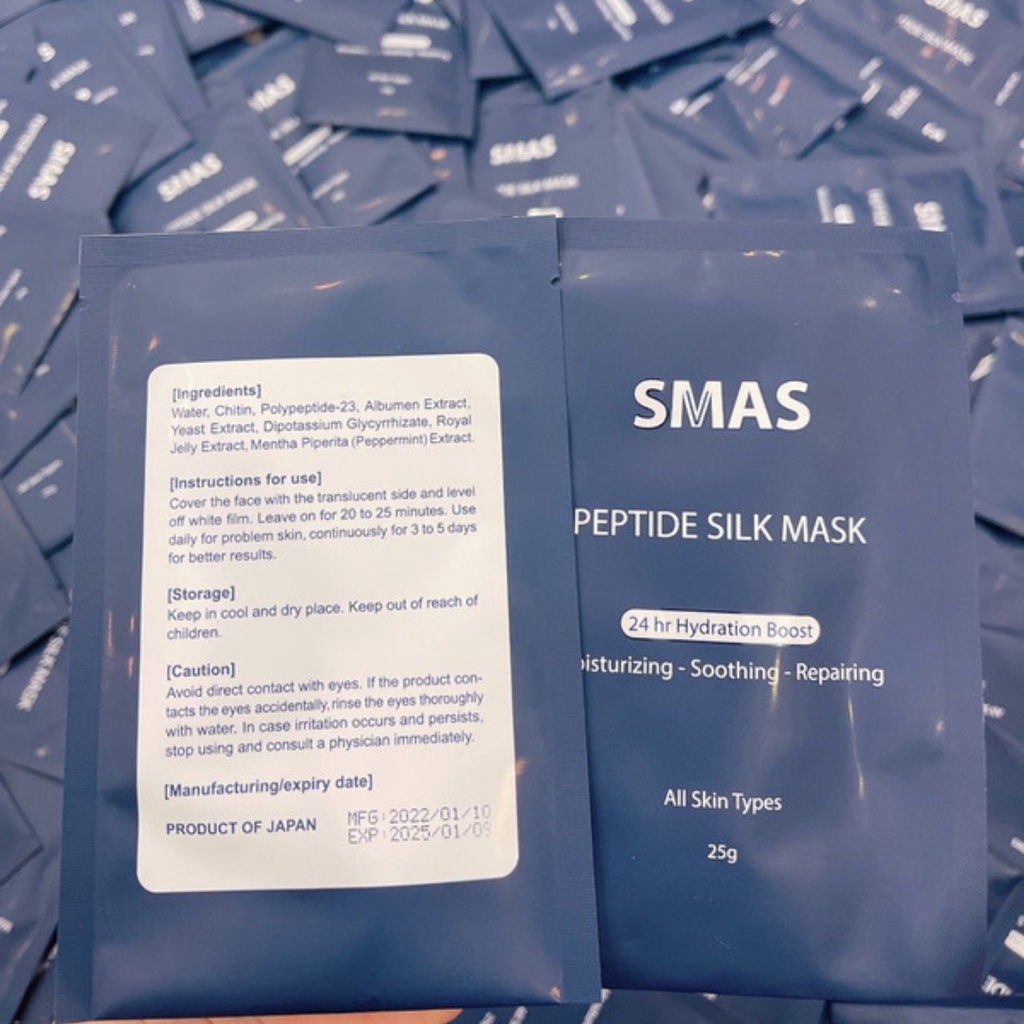 [Ingredients]
Water, Chitin, Polypeptide-23, Albumen Extract,
Yeast Extract, Dipotassium Glycyrrhizate, Royal
Jelly Extract, Mentha Piperita (Peppermint) Extract.
[Instructions for use]
Cover the face with the translucent side and level
off white film. Leave on for 20 to 25 minutes. Use
daily for problem skin, continuously for 3 to 5 days
for better results.
[Storage]
Keep in cool and dry place. Keep out of reach of
children.
[Caution]
Avoid direct contact with eyes. If the product con-
tacts the eyes accidentally, rinse the eyes thoroughly
with water. In case irritation occurs and persists,
stop using and consult a physician immediately.
[Manufacturing/expiry date]
PRODUCT OF JAPAN
MFG:2022/01/10
EXP:2025/01/09
SMAS
PEPTIDE SILK MASK
24 hr Hydration Boost
oisturizing - Soothing - Repairing
All Skin Types
25g